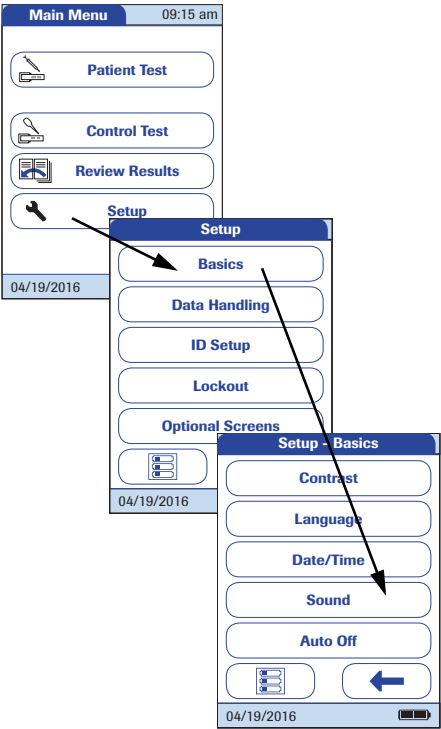 Main Menu 09:15 am
Patient Test
Control Test
Review Results
Setup
04/19/2016
Setup
Basics
Data Handling
ID Setup
Lockout
Optional Screens
04/19/2016
Setup - Basics
Contrast
Language
Date/Time
Sound
Auto Off
04/19/2016